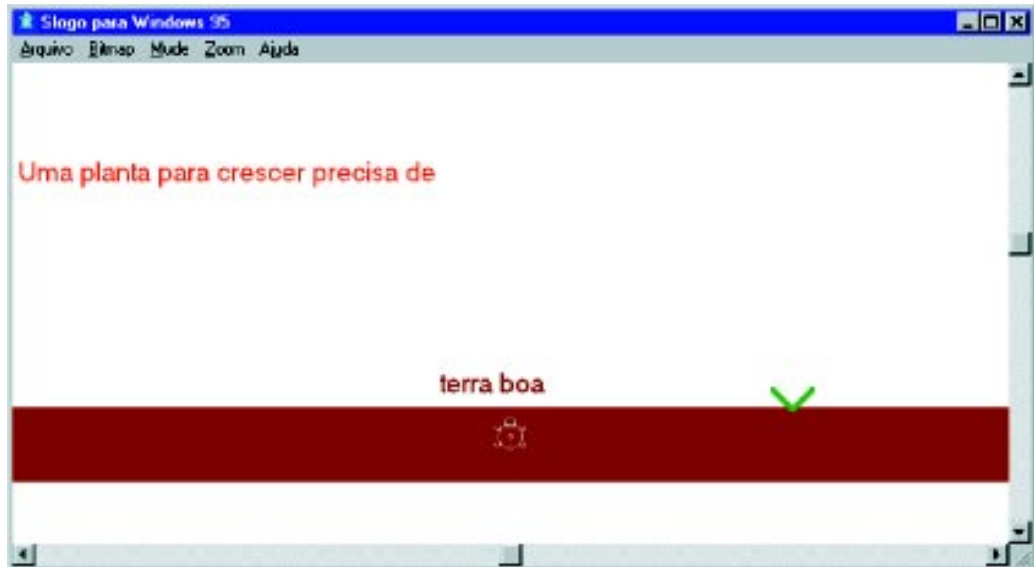 Slogo para Windows 95
Arquivo Bitmap Mude Zoom Ajuda
Uma planta para crescer precisa de
terra boa